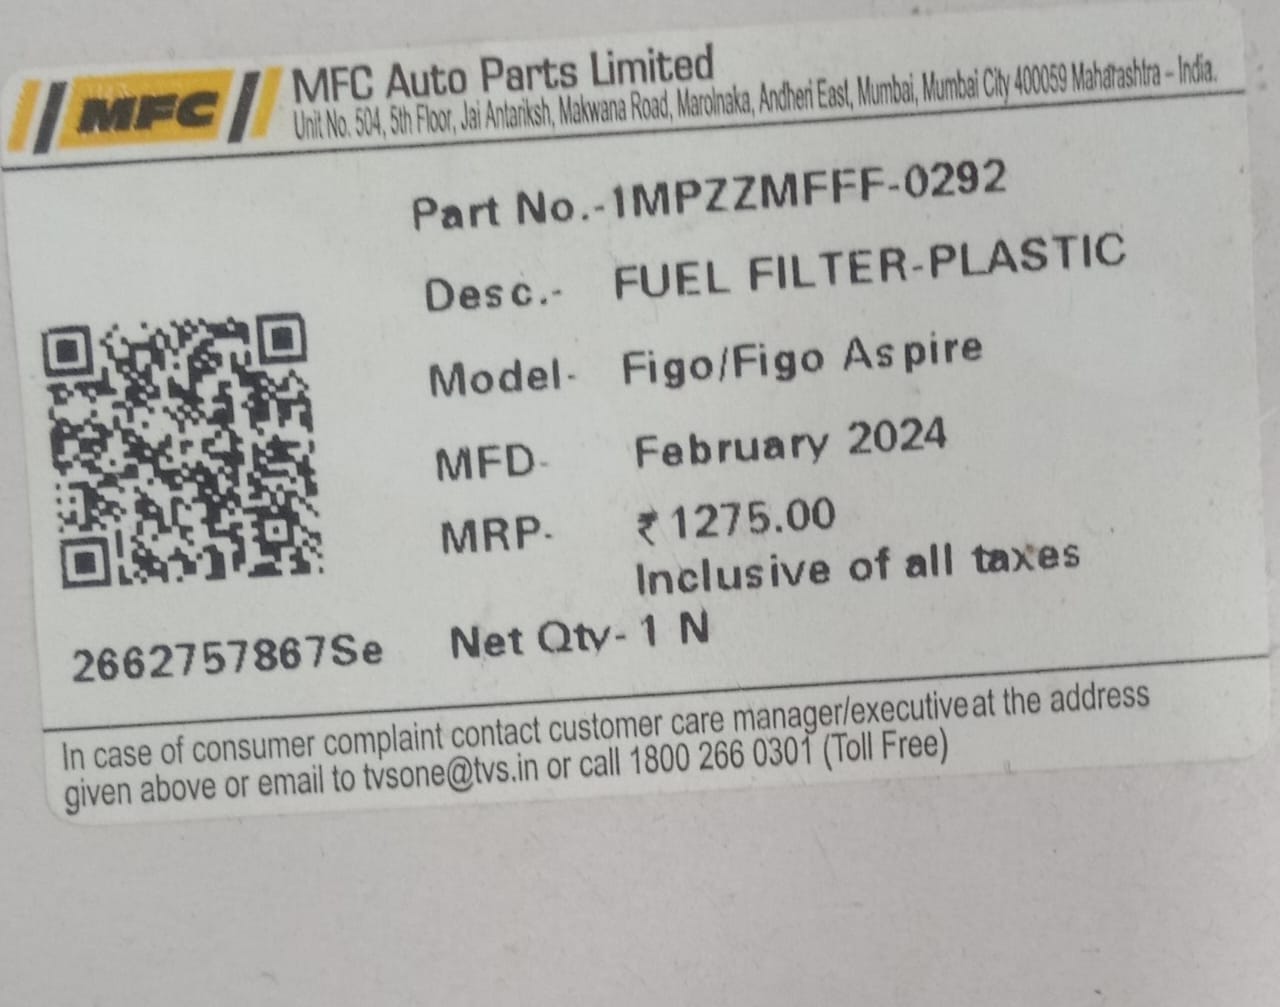 MFC
MFC Auto Parts Limited
Unit No. 504, 5th Floor, Jai Antariksh, Makwana Road, Marolnaka, Andheri East, Mumbai, Mumbai City 400059 Maharashtra - India.
Part No.-1MPZZMFFF-0292
Desc.- FUEL FILTER-PLASTIC
Model- Figo/Figo Aspire
MFD- February 2024
MRP- ₹1275.00
Inclusive of all taxes
2662757867Se Net Qty- 1 N
In case of consumer complaint contact customer care manager/executive at the address
given above or email to tvsone@tvs.in or call 1800 266 0301 (Toll Free)